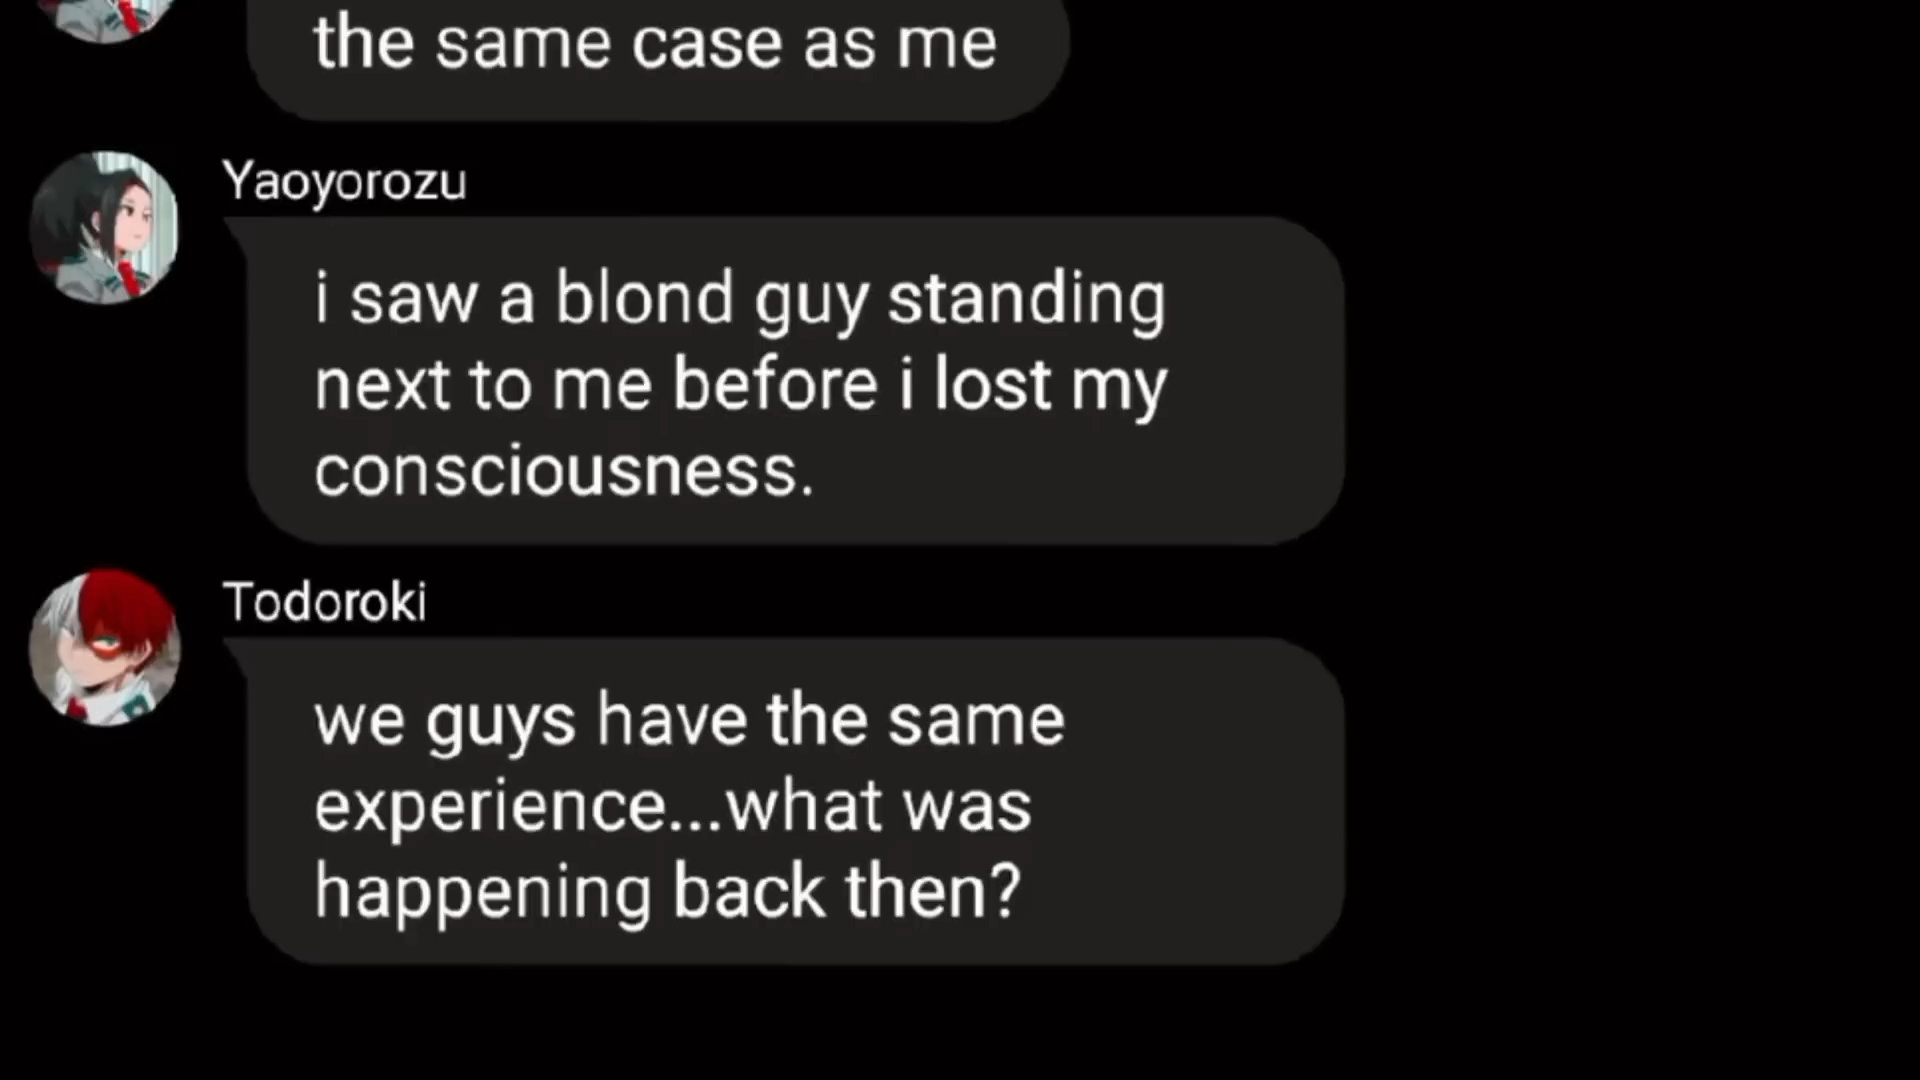 the same case as me
Yaoyorozu
i saw a blond guy standing
next to me before i lost my
consciousness.
Todoroki
we guys have the same
experience...what was
happening back then?